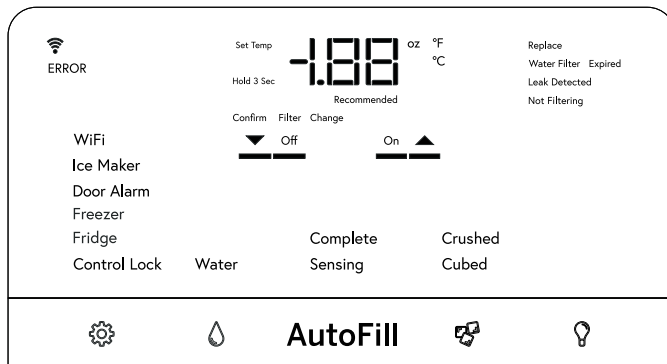 Set Temp -1.88 oz °F
ERROR °C
Hold 3 Sec
Recommended
Confirm Filter Change
Off On
Replace
Water Filter Expired
Leak Detected
Not Filtering
WiFi
Ice Maker
Door Alarm
Freezer
Fridge Complete Crushed
Control Lock Water Sensing Cubed
AutoFill